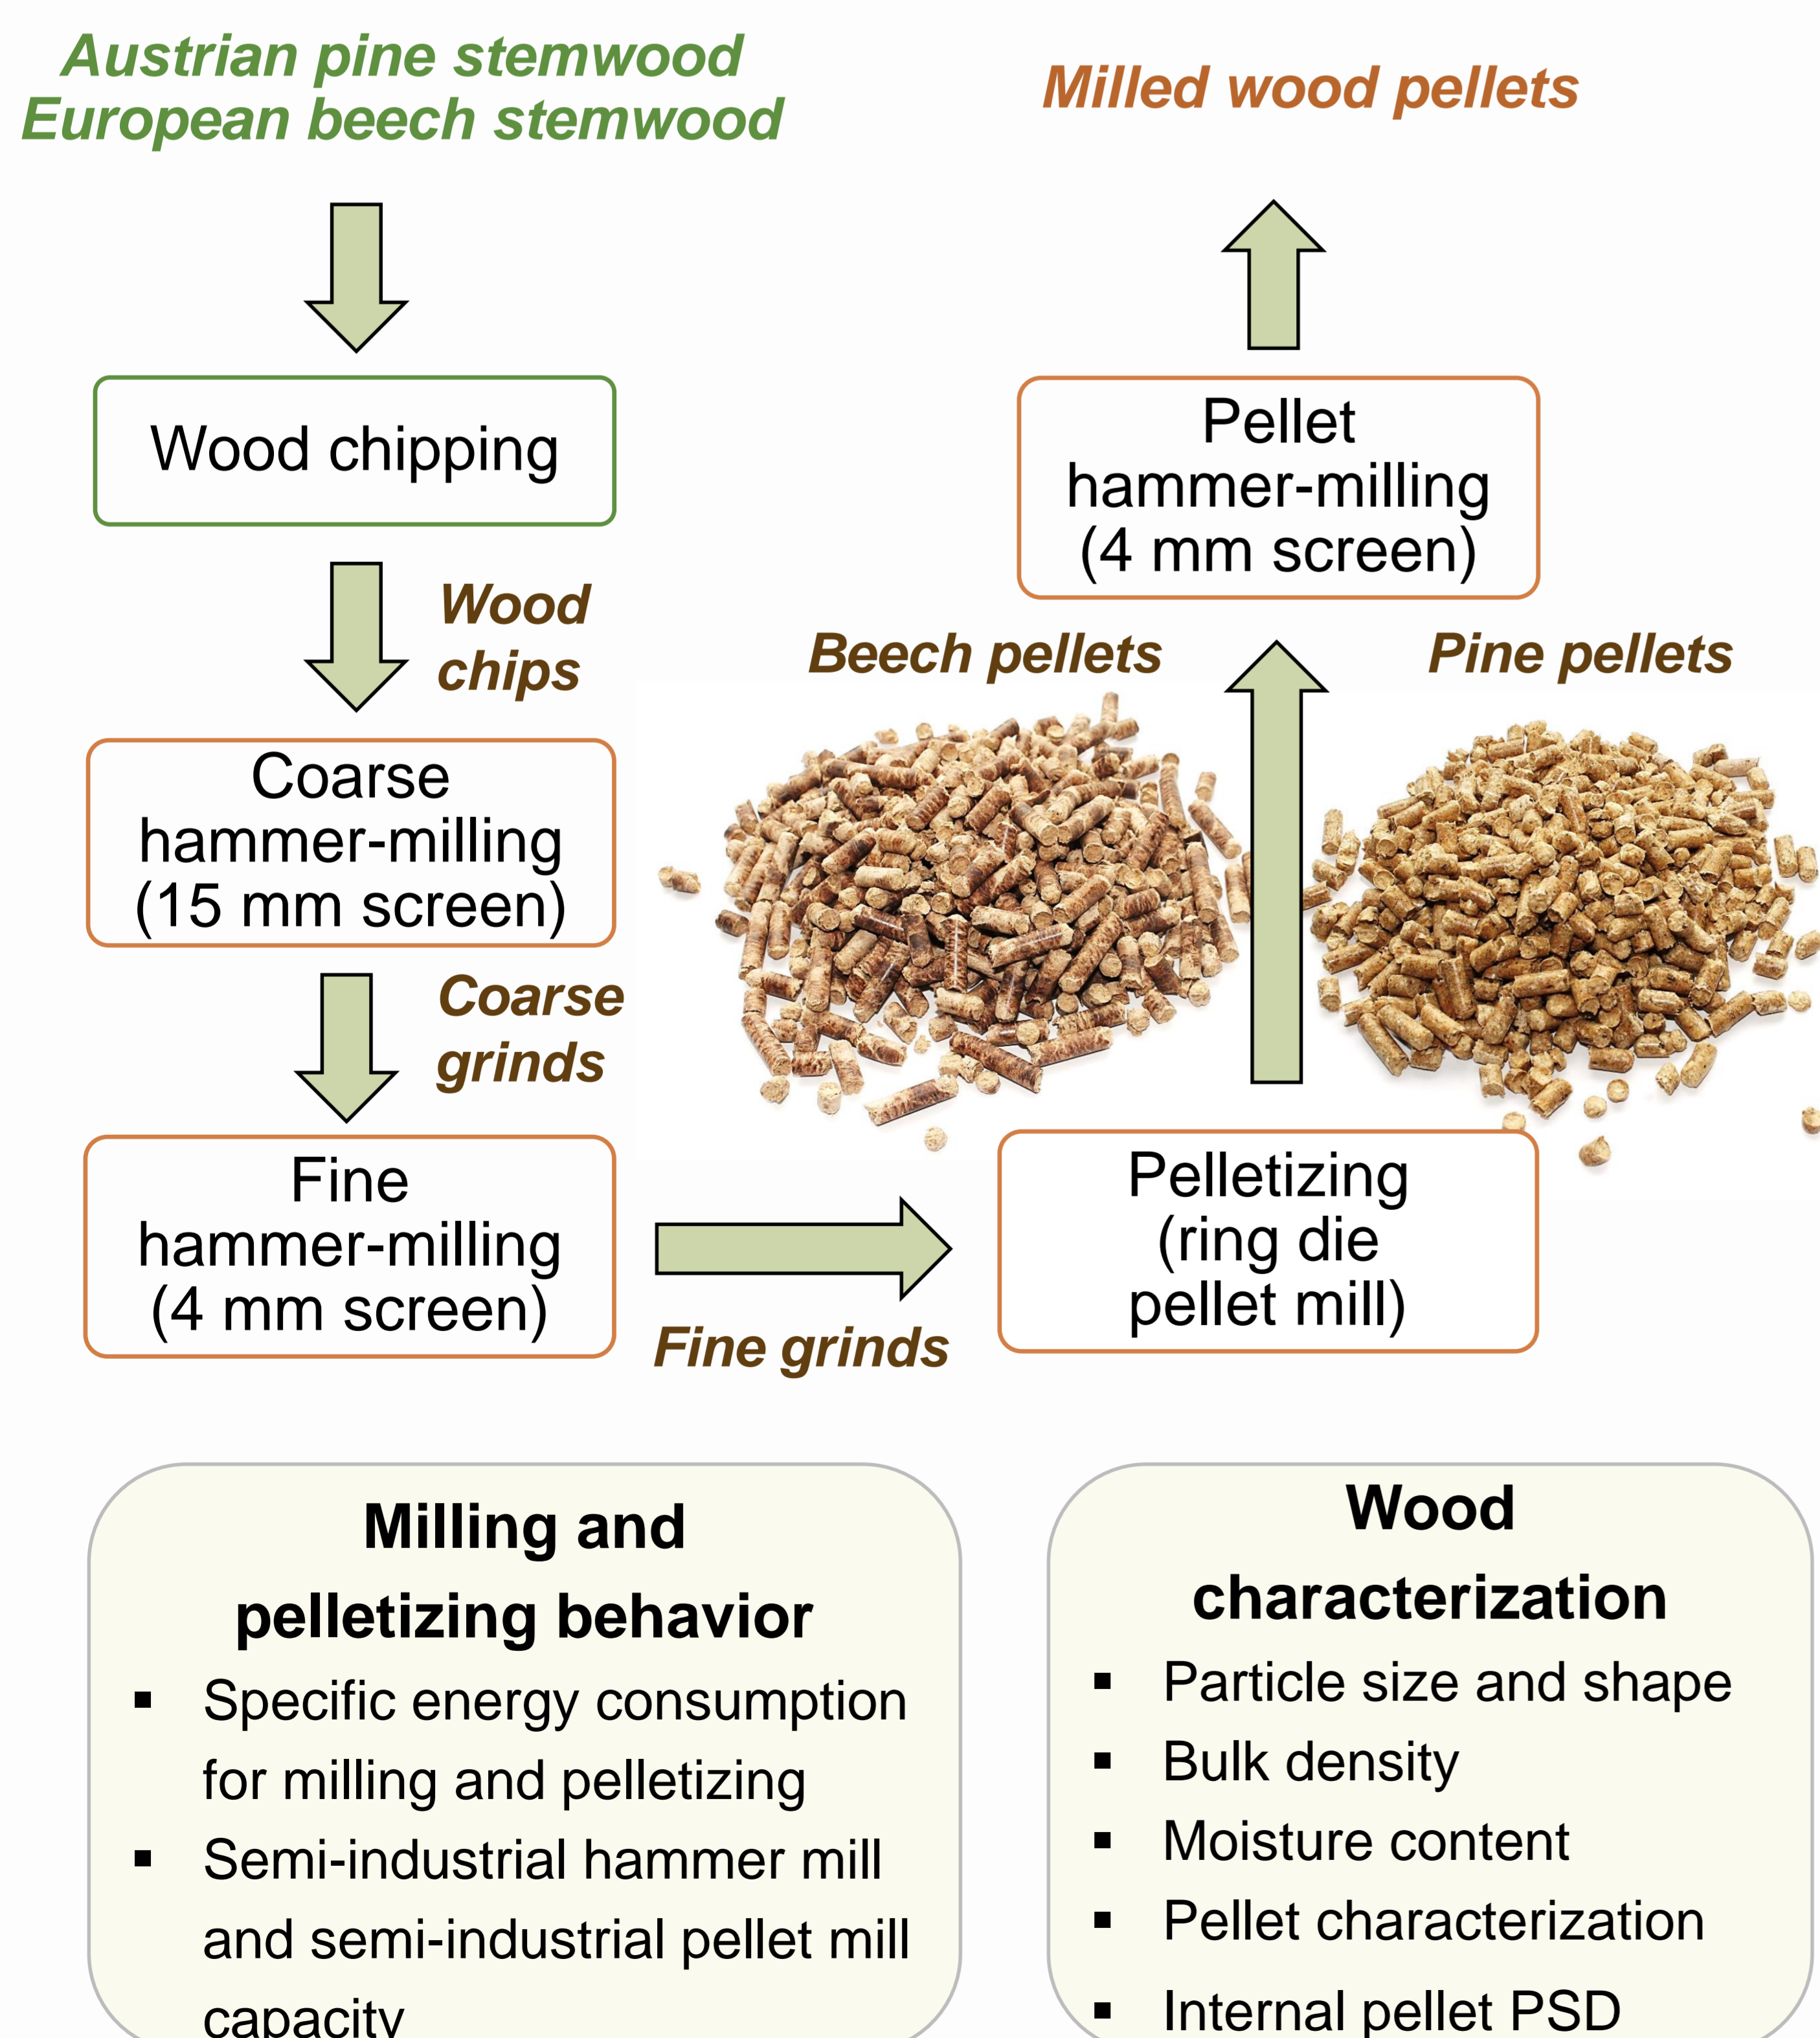 Austrian pine stemwood
European beech stemwood
Wood chipping
Wood
chips
Coarse
hammer-milling
(15 mm screen)
Coarse
grinds
Fine
hammer-milling
(4 mm screen)
Fine grinds
Pelletizing
(ring die
pellet mill)
Beech pellets
Pine pellets
Pellet
hammer-milling
(4 mm screen)
Milled wood pellets
Milling and
pelletizing behavior
▪ Specific energy consumption
for milling and pelletizing
▪ Semi-industrial hammer mill
and semi-industrial pellet mill
capacity
Wood
characterization
▪ Particle size and shape
▪ Bulk density
▪ Moisture content
▪ Pellet characterization
▪ Internal pellet PSD